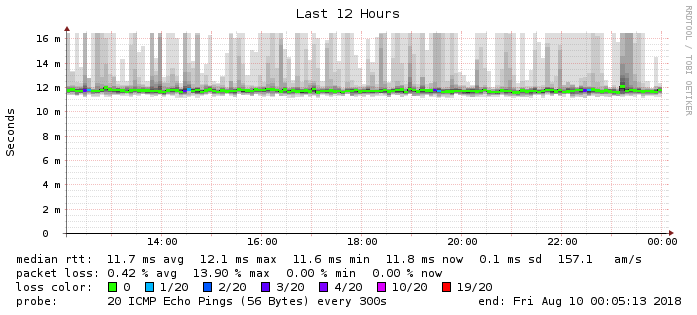 Last 12 Hours
RRDTOOL / TOBI OETIKER
Seconds
16 m
14 m
12 m
10 m
8 m
6 m
4 m
2 m
0
14:00 16:00 18:00 20:00 22:00 00:00
median rtt: 11.7 ms avg 12.1 ms max 11.6 ms min 11.8 ms now 0.1 ms sd 157.1 am/s
packet loss: 0.42 % avg 13.90 % max 0.00 % min 0.00 % now
loss color: 0 1/20 2/20 3/20 4/20 10/20 19/20
probe: 20 ICMP Echo Pings (56 Bytes) every 300s end: Fri Aug 10 00:05:13 2018